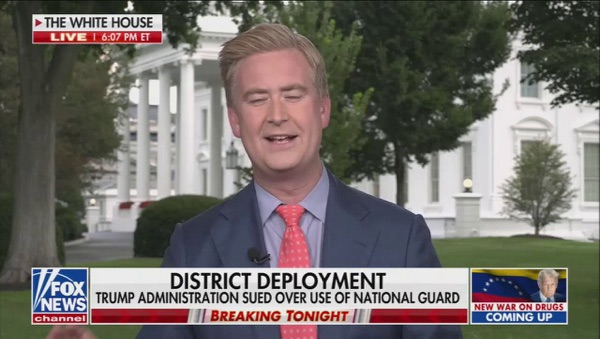 THE WHITE HOUSE
LIVE 6:07 PM ET
DISTRICT DEPLOYMENT
TRUMP ADMINISTRATION SUED OVER USE OF NATIONAL GUARD
BREAKING TONIGHT
FOX
NEWS
channel
NEW WAR ON DRUGS
COMING UP